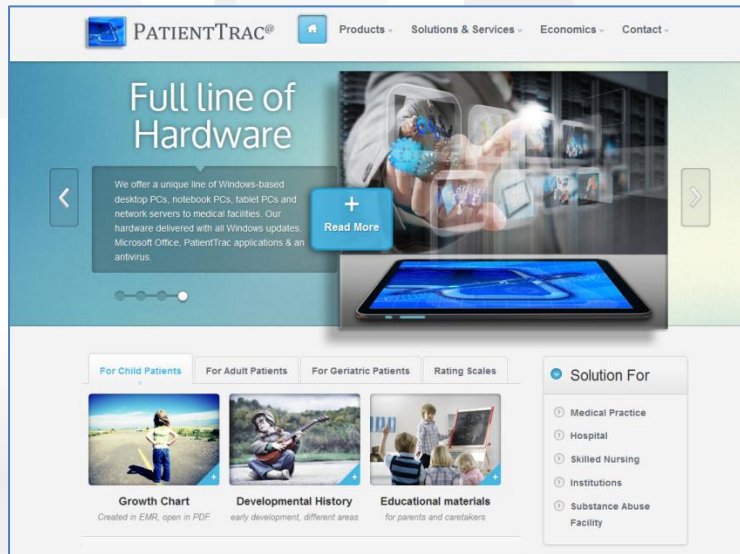 PATIENTTRAC@
Products
Solutions & Services
Economics
Contact
Full line of
Hardware
We offer a unique line of Windows-based
desktop PCs, notebook PCs, tablet PCs and
network servers to medical facilities. Our
hardware delivered with all Windows updates,
Microsoft Office, PatientTrac applications & an
antivirus.
+
Read More
For Child Patients
For Adult Patients
For Geriatric Patients
Rating Scales
Growth Chart
Created in EMR, open in PDF
Developmental History
early development, different areas
Educational materials
for parents and caretakers
Solution For
Medical Practice
Hospital
Skilled Nursing
Institutions
Substance Abuse
Facility